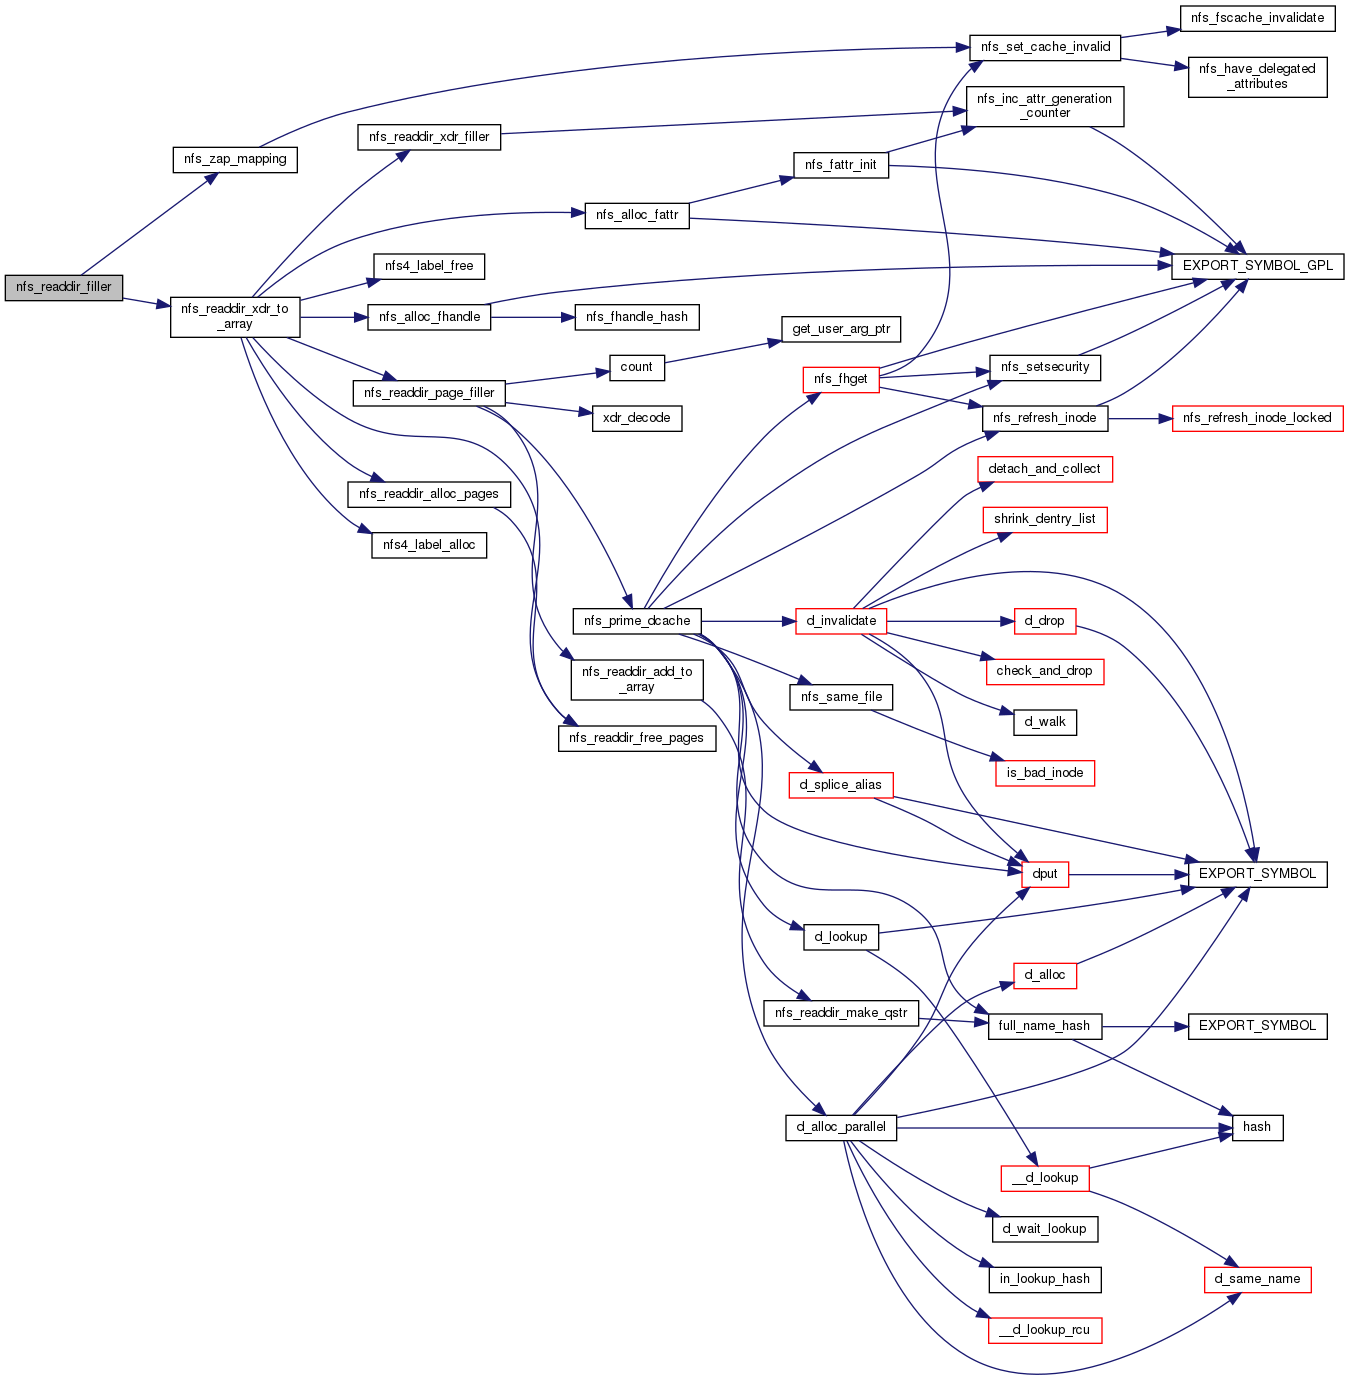 nfs_fscache_invalidate
nfs_set_cache_invalid
nfs_have_delegated
_attributes
nfs_inc_attr_generation
_counter
nfs_readdir_xdr_filler
nfs_zap_mapping
nfs_fattr_init
nfs_alloc_fattr
nfs4_label_free
EXPORT_SYMBOL_GPL
nfs_readdir_filler
nfs_readdir_xdr_to
_array
nfs_alloc_fhandle
nfs_fhandle_hash
get_user_arg_ptr
count
nfs_setsecurity
nfs_fhget
nfs_readdir_page_filler
xdr_decode
nfs_refresh_inode
nfs_refresh_inode_locked
detach_and_collect
nfs_readdir_alloc_pages
shrink_dentry_list
nfs4_label_alloc
nfs_prime_dcache
d_invalidate
d_drop
check_and_drop
nfs_readdir_add_to
_array
nfs_same_file
d_walk
nfs_readdir_free_pages
is_bad_inode
d_splice_alias
dput
EXPORT_SYMBOL
d_lookup
d_alloc
nfs_readdir_make_qstr
full_name_hash
EXPORT_SYMBOL
d_alloc_parallel
hash
__d_lookup
d_wait_lookup
in_lookup_hash
d_same_name
__d_lookup_rcu